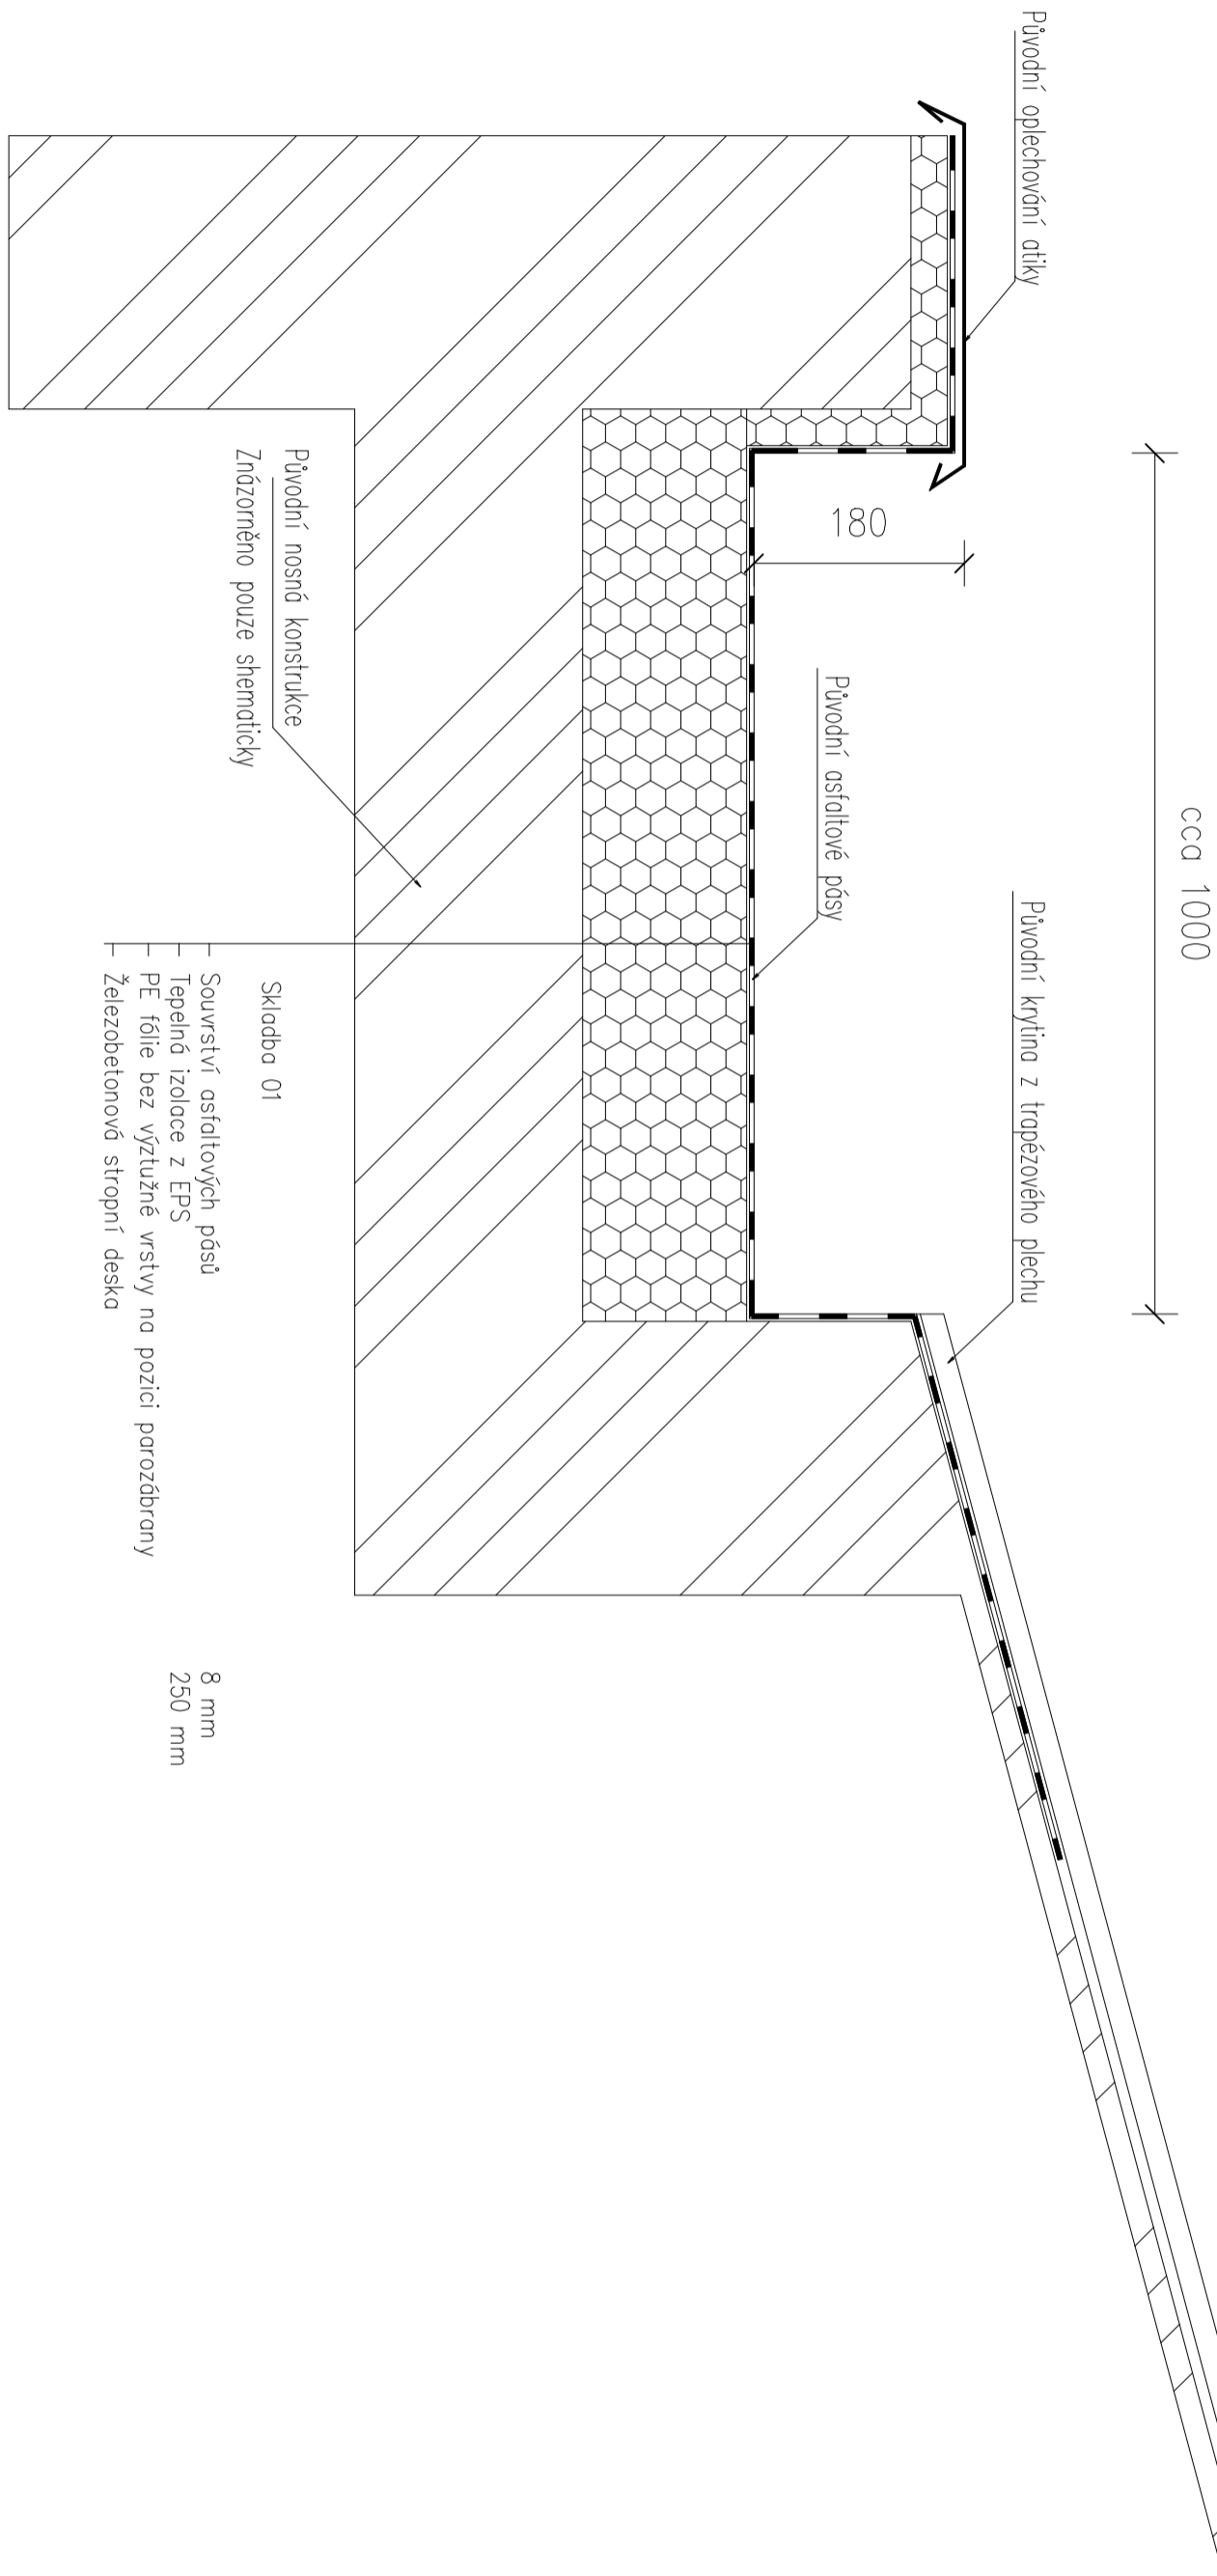 Původní oplechování atiky
cca 1000
180
Původní asfaltové pásy
Původní krytina z trapézového plechu
Původní nosná konstrukce
Znázorněno pouze shematicky
Skladba 01
Souvrství asfaltových pásů 8 mm
Tepelná izolace z EPS 250 mm
PE fólie bez výztužné vrstvy na pozici parozábrany
Železobetonová stropní deska